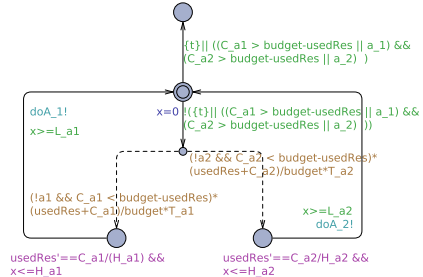 {t}|| ((C_a1 > budget-usedRes || a_1) &&
(C_a2 > budget-usedRes || a_2)  )
doA_1!
x=0
!({t}|| ((C_a1 > budget-usedRes || a_1) &&
(C_a2 > budget-usedRes || a_2)  ))
x>=L_a1
(!a2 && C_a2 < budget-usedRes)*
(usedRes+C_a2)/budget*T_a2
(!a1 && C_a1 < budget-usedRes)*
(usedRes+C_a1)/budget*T_a1
x>=L_a2
doA_2!
usedRes'==C_a1/(H_a1) &&
x<=H_a1
usedRes'==C_a2/H_a2 &&
x<=H_a2